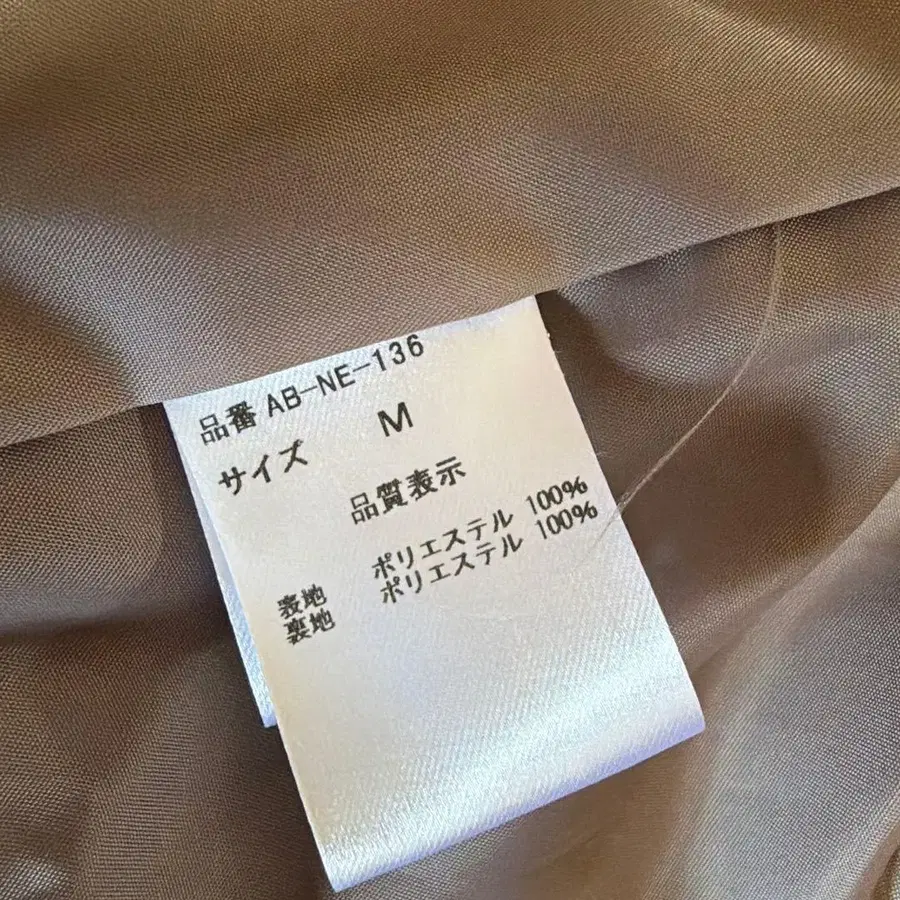 品番 AB-NE-136
サイズ M
品質表示
表地 ポリエステル 100%
裏地 ポリエステル 100%